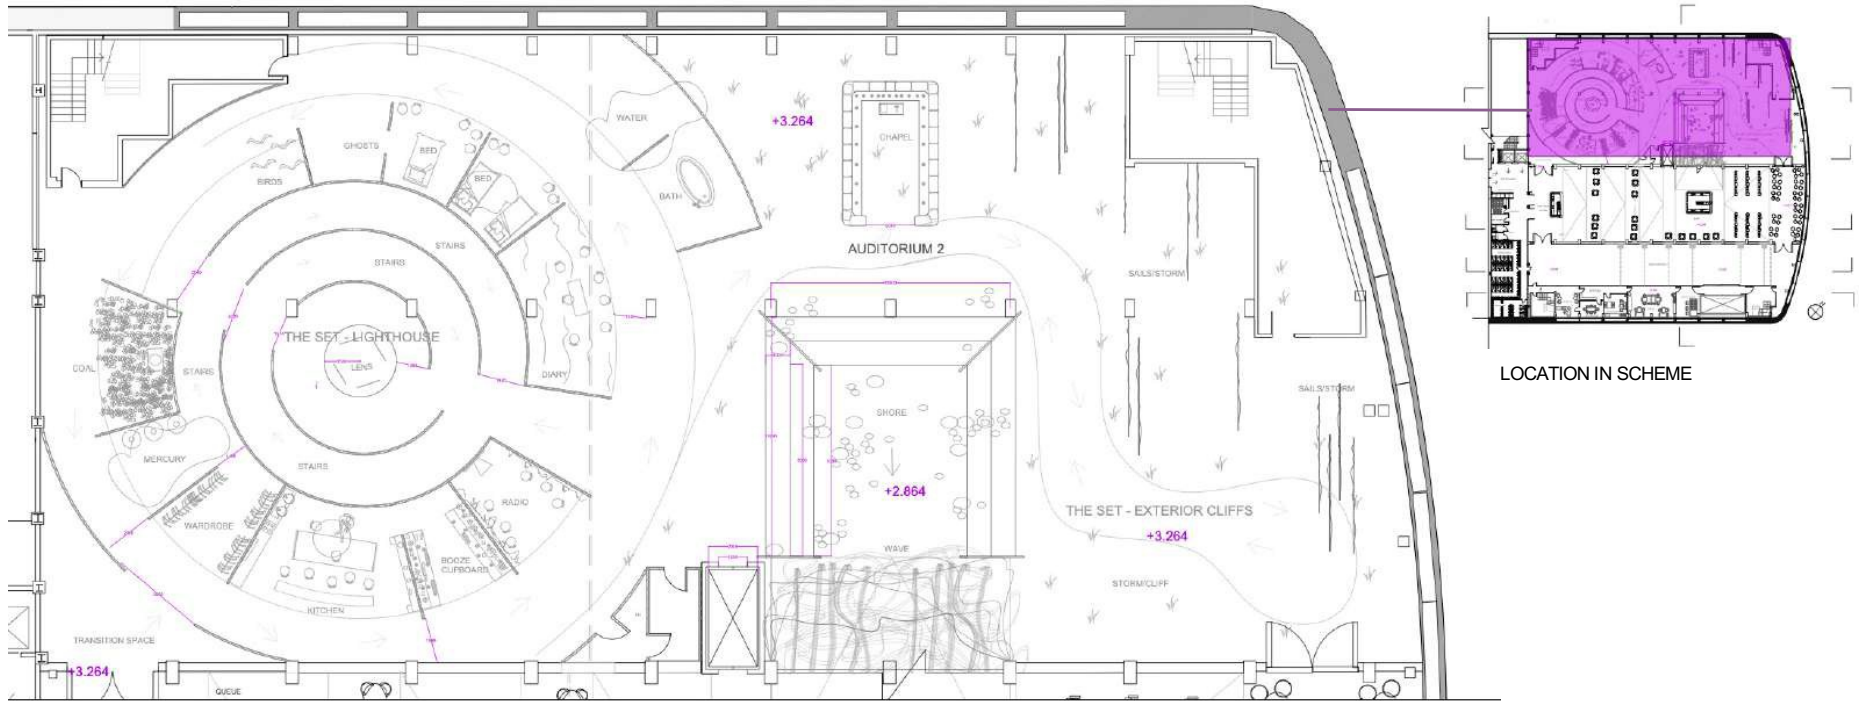 WATER
+3.264
CHAPEL
GHOSTS
BED
BIRDS
BED
BATH
AUDITORIUM 2
STAIRS
STAIRS
SAILS/STORM
THE SET - LIGHTHOUSE
LENS
COAL
STAIRS
DIARY
SAILS/STORM
LOCATION IN SCHEME
SHORE
MERCURY
STAIRS
+2.864
RADIO
THE SET - EXTERIOR CLIFFS
+3.264
WARDROBE
WAVE
BOOZE
CUPBOARD
STORM/CLIFF
KITCHEN
TRANSITION SPACE
+3.264
QUEUE